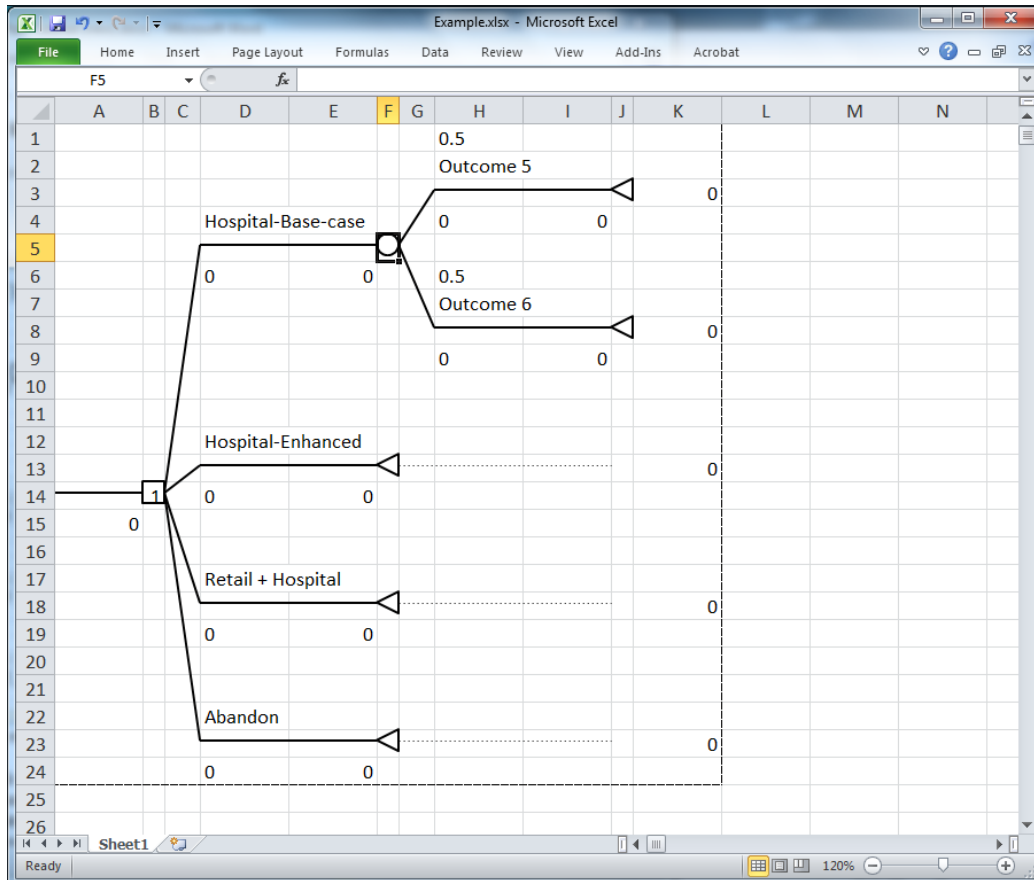 Example.xlsx - Microsoft Excel
File Home Insert Page Layout Formulas Data Review View Add-Ins Acrobat
F5 fx
A B C D E F G H I J K L M N
1 0.5
2 Outcome 5
3 0
4 Hospital-Base-case 0 0
5
6 0 0 0.5
7 Outcome 6
8 0
9 0 0
10
11
12 Hospital-Enhanced
13 0
14 1 0 0
15 0
16
17 Retail + Hospital
18 0
19 0 0
20
21
22 Abandon
23 0
24 0 0
25
26
Sheet1
Ready 120%